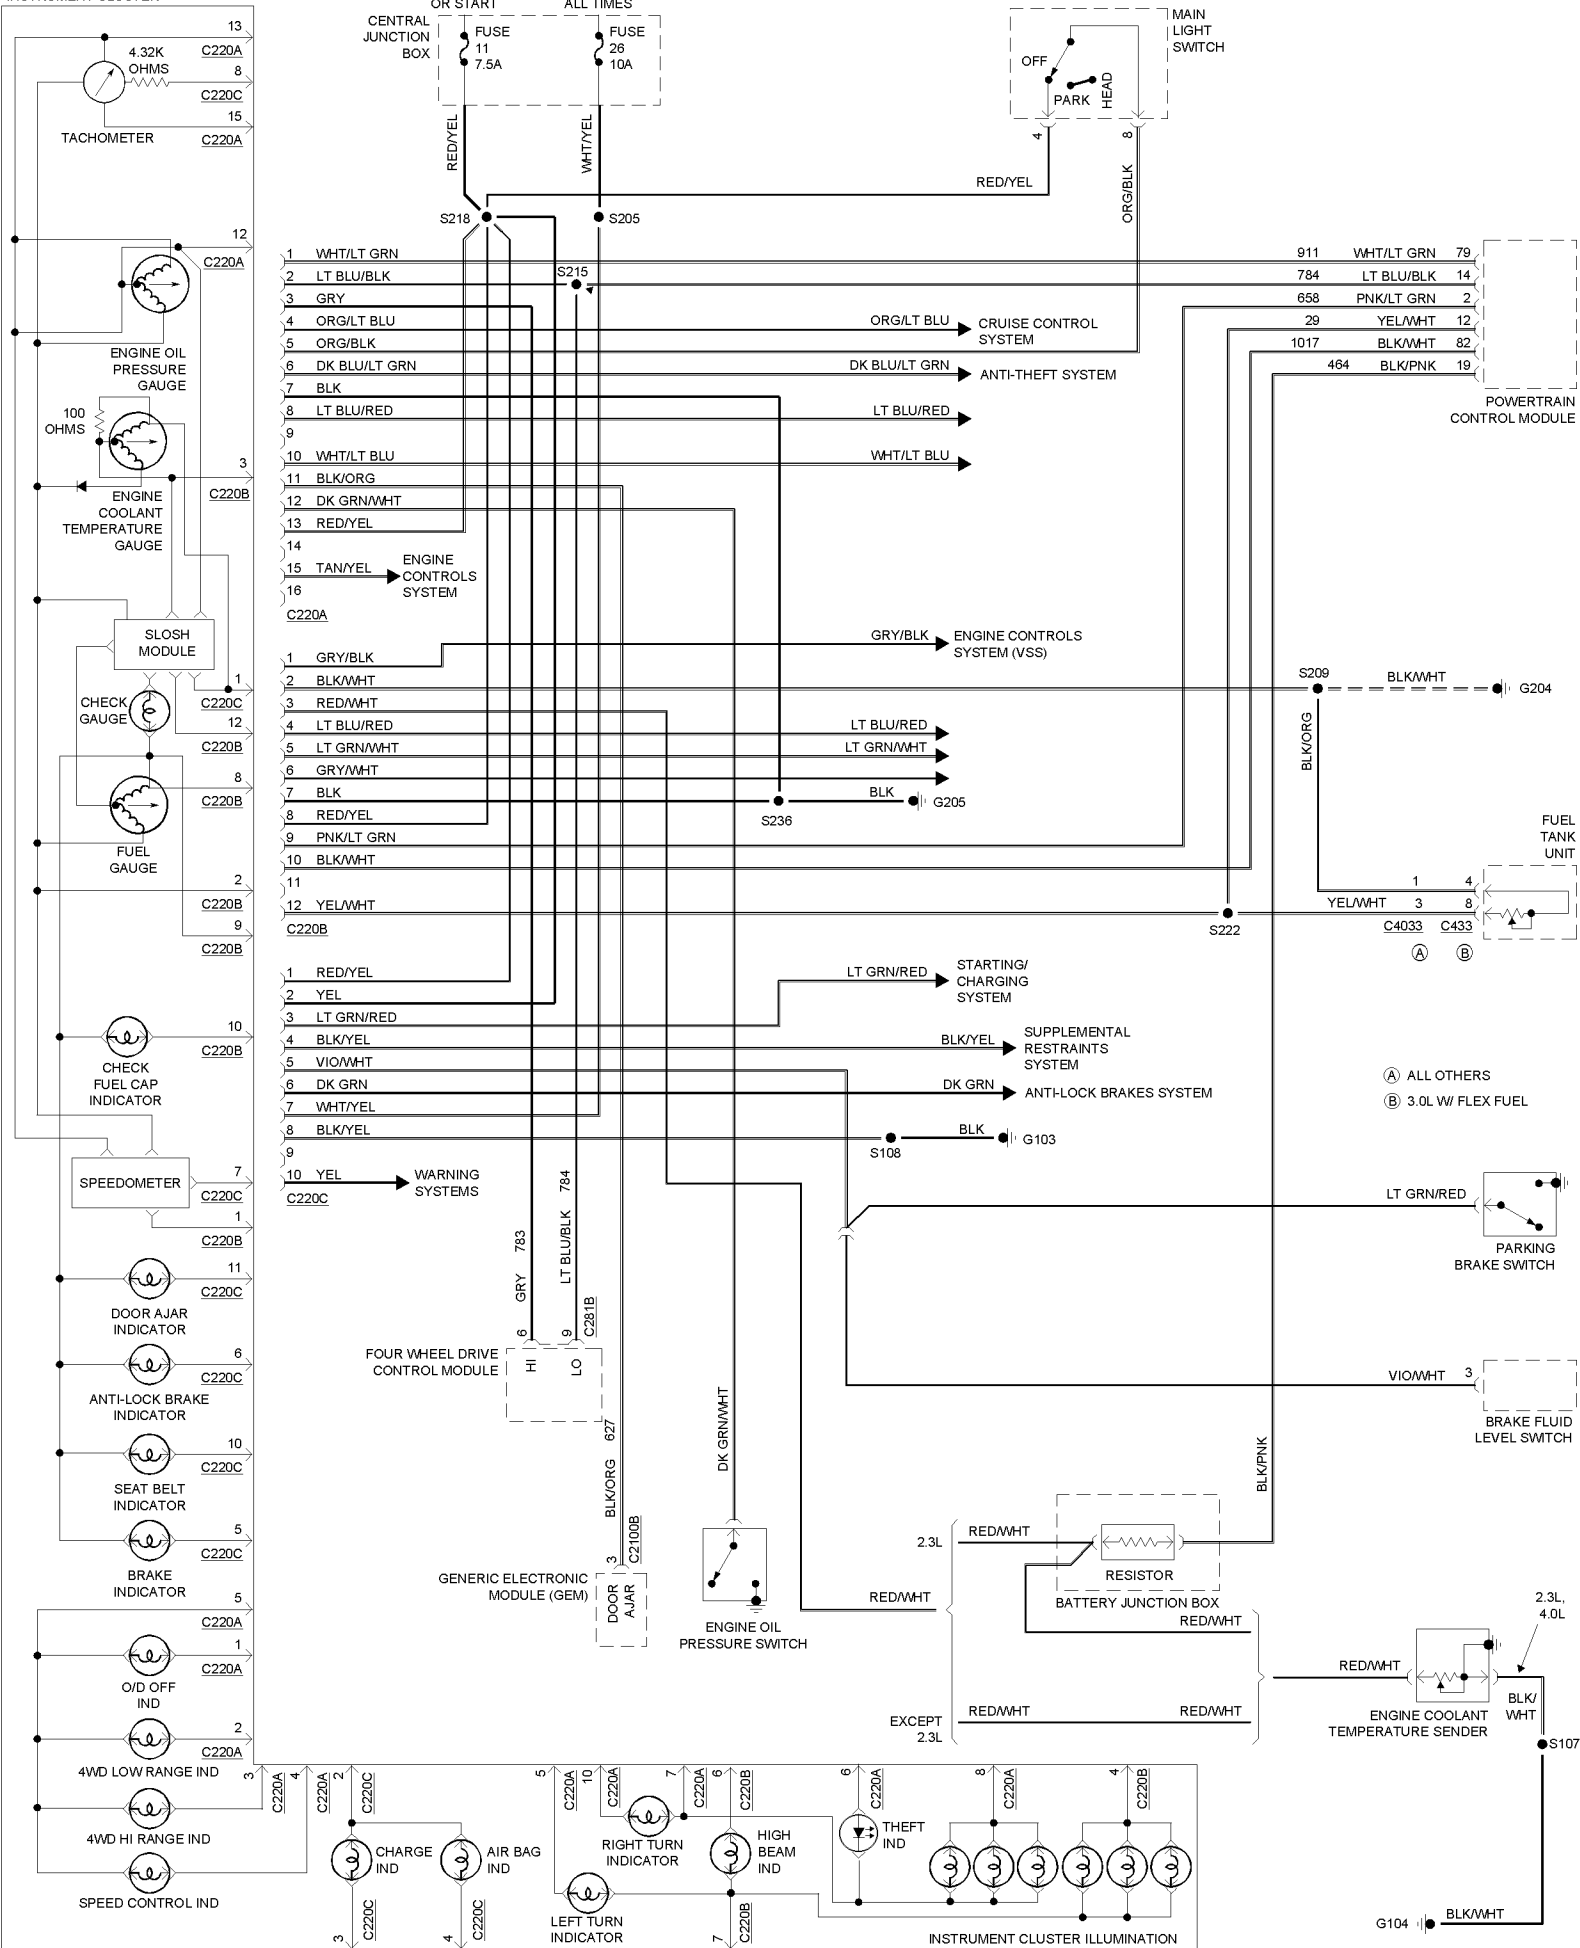 OR START
ALL TIMES
CENTRAL
JUNCTION
BOX
FUSE
11
7.5A
FUSE
26
10A
MAIN
LIGHT
SWITCH
OFF
PARK
HEAD
4
8
RED/YEL
WHT/YEL
RED/YEL
ORG/BLK
S218
S205
13
C220A
4.32K
OHMS
8
C220C
15
C220A
TACHOMETER
12
C220A
ENGINE OIL
PRESSURE
GAUGE
100
OHMS
3
C220B
ENGINE
COOLANT
TEMPERATURE
GAUGE
SLOSH
MODULE
1
C220C
CHECK
GAUGE
12
C220B
8
C220B
FUEL
GAUGE
2
C220B
9
C220B
10
C220B
CHECK
FUEL CAP
INDICATOR
SPEEDOMETER
7
C220C
1
C220B
11
C220C
DOOR AJAR
INDICATOR
6
C220C
ANTI-LOCK BRAKE
INDICATOR
10
C220C
SEAT BELT
INDICATOR
5
C220C
BRAKE
INDICATOR
5
C220A
1
C220A
O/D OFF
IND
2
C220A
4WD LOW RANGE IND
4WD HI RANGE IND
SPEED CONTROL IND
1 WHT/LT GRN
2 LT BLU/BLK
S215
3 GRY
4 ORG/LT BLU
ORG/LT BLU
CRUISE CONTROL
SYSTEM
5 ORG/BLK
6 DK BLU/LT GRN
DK BLU/LT GRN
ANTI-THEFT SYSTEM
7 BLK
8 LT BLU/RED
LT BLU/RED
9
10 WHT/LT BLU
WHT/LT BLU
11 BLK/ORG
12 DK GRN/WHT
13 RED/YEL
14
15 TAN/YEL
ENGINE
CONTROLS
SYSTEM
16
C220A
911 WHT/LT GRN 79
784 LT BLU/BLK 14
658 PNK/LT GRN 2
29 YEL/WHT 12
1017 BLK/WHT 82
464 BLK/PNK 19
POWERTRAIN
CONTROL MODULE
1 GRY/BLK
GRY/BLK
ENGINE CONTROLS
SYSTEM (VSS)
2 BLK/WHT
S209
BLK/WHT
G204
3 RED/WHT
4 LT BLU/RED
LT BLU/RED
5 LT GRN/WHT
LT GRN/WHT
6 GRY/WHT
7 BLK
BLK
G205
S236
8 RED/YEL
9 PNK/LT GRN
10 BLK/WHT
11
12 YEL/WHT
C220B
S222
BLK/ORG
FUEL
TANK
UNIT
1 4
YEL/WHT 3 8
C4033 C433
A B
1 RED/YEL
2 YEL
3 LT GRN/RED
LT GRN/RED
STARTING/
CHARGING
SYSTEM
4 BLK/YEL
BLK/YEL
SUPPLEMENTAL
RESTRAINTS
SYSTEM
5 VIO/WHT
6 DK GRN
DK GRN
ANTI-LOCK BRAKES SYSTEM
7 WHT/YEL
8 BLK/YEL
S108
BLK
G103
9
10 YEL
WARNING
SYSTEMS
C220C
A ALL OTHERS
B 3.0L W/ FLEX FUEL
LT GRN/RED
PARKING
BRAKE SWITCH
VIO/WHT 3
BRAKE FLUID
LEVEL SWITCH
GRY 783
LT BLU/BLK 784
6
9
C281B
HI
LO
FOUR WHEEL DRIVE
CONTROL MODULE
BLK/ORG 627
3
C2100B
DOOR
AJAR
GENERIC ELECTRONIC
MODULE (GEM)
DK GRN/WHT
ENGINE OIL
PRESSURE SWITCH
BLK/PNK
2.3L
RED/WHT
RESISTOR
BATTERY JUNCTION BOX
RED/WHT
RED/WHT
EXCEPT
2.3L
RED/WHT
RED/WHT
RED/WHT
2.3L,
4.0L
BLK/
WHT
ENGINE COOLANT
TEMPERATURE SENDER
S107
G104
BLK/WHT
3
C220A
4
C220A
2
C220C
5
C220A
10
C220A
7
C220A
6
C220B
6
C220A
8
C220A
4
C220B
CHARGE
IND
AIR BAG
IND
RIGHT TURN
INDICATOR
HIGH
BEAM
IND
THEFT
IND
LEFT TURN
INDICATOR
3
C220C
4
C220C
7
C220B
INSTRUMENT CLUSTER ILLUMINATION